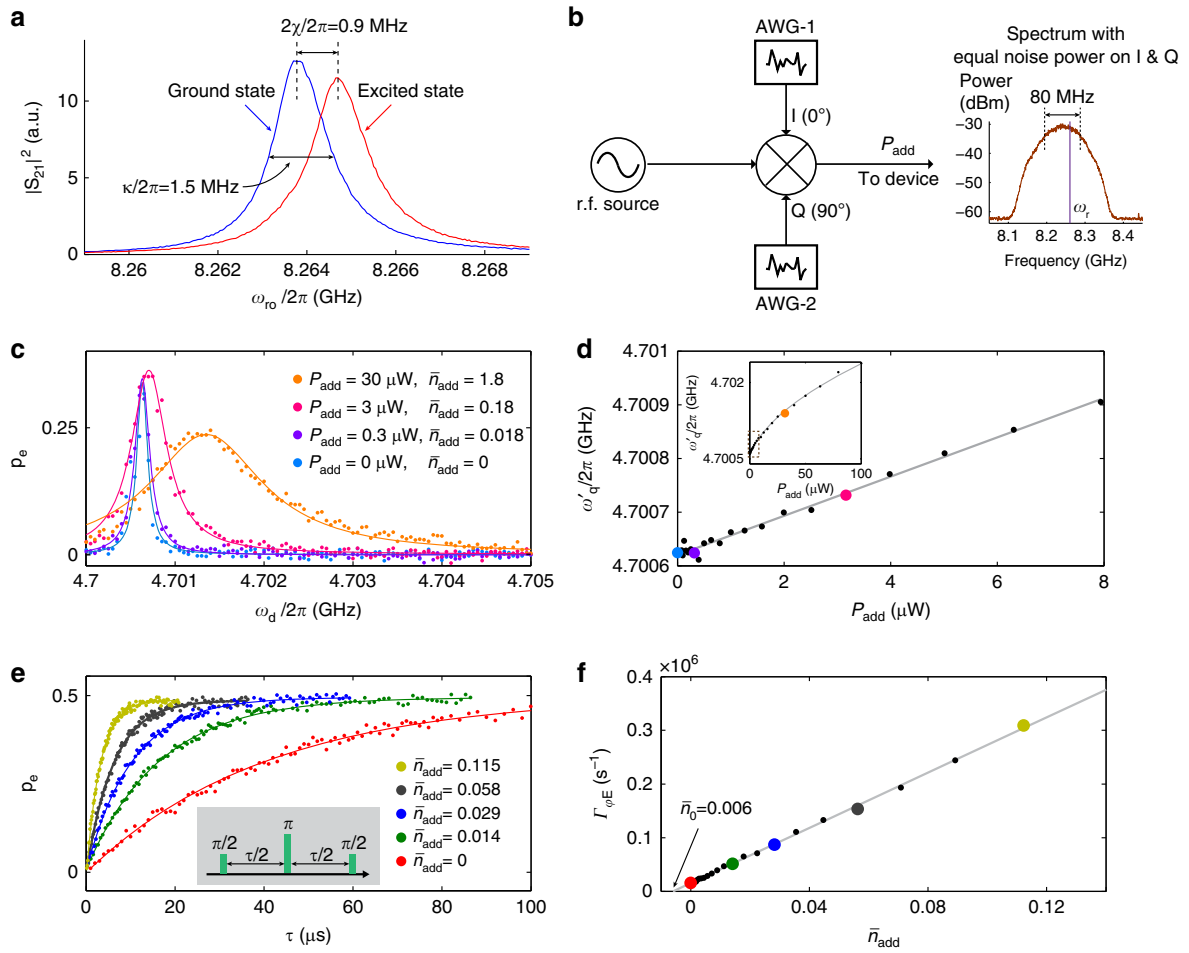 a
2χ/2π=0.9 MHz
Ground state
Excited state
κ/2π=1.5 MHz
|S21|² (a.u.)
10
5
0
8.26
8.262
8.264
8.266
8.268
ωro/2π (GHz)
b
AWG-1
I (0°)
r.f. source
Padd
To device
Q (90°)
AWG-2
Spectrum with
equal noise power on I & Q
Power
(dBm)
80 MHz
−30
−40
−50
−60
ωr
8.1
8.2
8.3
8.4
Frequency (GHz)
c
Padd = 30 μW, n̄add = 1.8
Padd = 3 μW, n̄add = 0.18
Padd = 0.3 μW, n̄add = 0.018
Padd = 0 μW, n̄add = 0
pe
0.25
0
4.7
4.701
4.702
4.703
4.704
4.705
ωd/2π (GHz)
d
4.701
4.7009
4.7008
4.7007
4.7006
ω′q/2π (GHz)
4.702
4.7005
ω′q/2π (GHz)
0
50
100
Padd (μW)
0
2
4
6
8
Padd (μW)
e
pe
0.5
0
n̄add= 0.115
n̄add= 0.058
n̄add= 0.029
n̄add= 0.014
n̄add= 0
π
π/2
τ/2
τ/2
π/2
0
20
40
60
80
100
τ (μs)
f
×10⁶
0.4
0.3
0.2
0.1
0
ΓφE (s⁻¹)
n̄0=0.006
0
0.04
0.08
0.12
n̄add